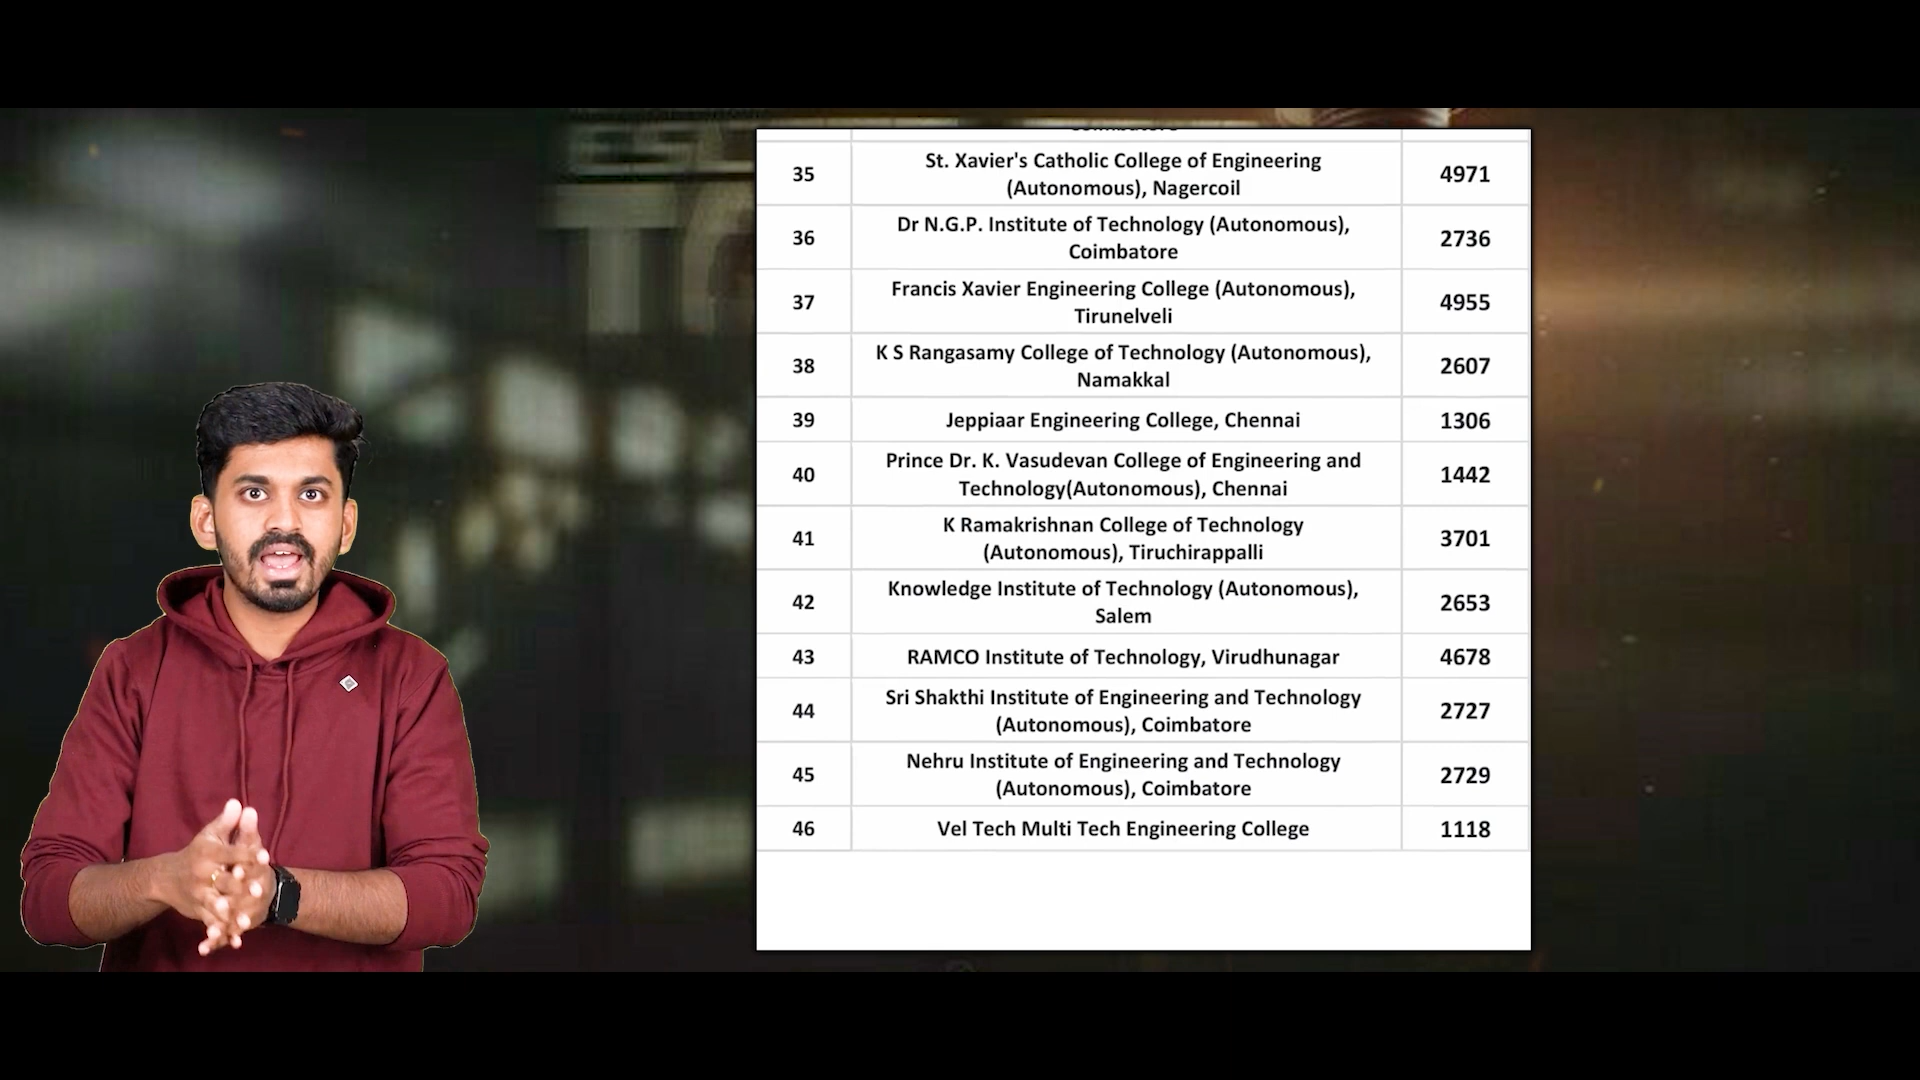 35
St. Xavier's Catholic College of Engineering
(Autonomous), Nagercoil
4971
36
Dr N.G.P. Institute of Technology (Autonomous),
Coimbatore
2736
37
Francis Xavier Engineering College (Autonomous),
Tirunelveli
4955
38
K S Rangasamy College of Technology (Autonomous),
Namakkal
2607
39
Jeppiaar Engineering College, Chennai
1306
40
Prince Dr. K. Vasudevan College of Engineering and
Technology(Autonomous), Chennai
1442
41
K Ramakrishnan College of Technology
(Autonomous), Tiruchirappalli
3701
42
Knowledge Institute of Technology (Autonomous),
Salem
2653
43
RAMCO Institute of Technology, Virudhunagar
4678
44
Sri Shakthi Institute of Engineering and Technology
(Autonomous), Coimbatore
2727
45
Nehru Institute of Engineering and Technology
(Autonomous), Coimbatore
2729
46
Vel Tech Multi Tech Engineering College
1118